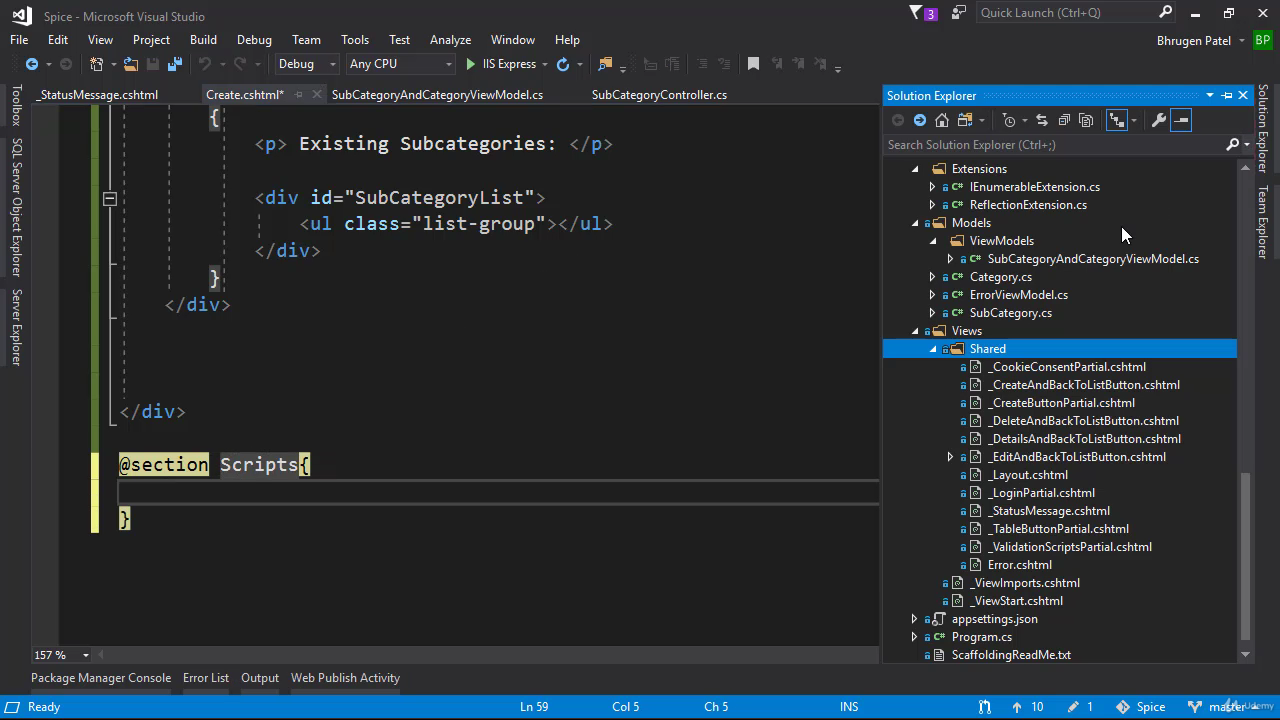 Spice - Microsoft Visual Studio
3
Quick Launch (Ctrl+Q)
File Edit View Project Build Debug Team Tools Test Analyze Window Help
Bhrugen Patel
BP
Debug
Any CPU
IIS Express
_StatusMessage.cshtml
Create.cshtml*
SubCategoryAndCategoryViewModel.cs
SubCategoryController.cs
Toolbox
SQL Server Object Explorer
Server Explorer
{
<p> Existing Subcategories: </p>
<div id="SubCategoryList">
<ul class="list-group"></ul>
</div>
}
</div>
</div>
@section Scripts{
}
157 %
Solution Explorer
Search Solution Explorer (Ctrl+;)
Extensions
C# IEnumerableExtension.cs
C# ReflectionExtension.cs
Models
ViewModels
C# SubCategoryAndCategoryViewModel.cs
C# Category.cs
C# ErrorViewModel.cs
C# SubCategory.cs
Views
Shared
_CookieConsentPartial.cshtml
_CreateAndBackToListButton.cshtml
_CreateButtonPartial.cshtml
_DeleteAndBackToListButton.cshtml
_DetailsAndBackToListButton.cshtml
_EditAndBackToListButton.cshtml
_Layout.cshtml
_LoginPartial.cshtml
_StatusMessage.cshtml
_TableButtonPartial.cshtml
_ValidationScriptsPartial.cshtml
Error.cshtml
_ViewImports.cshtml
_ViewStart.cshtml
appsettings.json
C# Program.cs
ScaffoldingReadMe.txt
Solution Explorer
Team Explorer
Package Manager Console
Error List
Output
Web Publish Activity
Ready
Ln 59
Col 5
Ch 5
INS
10
1
Spice
master
Udemy